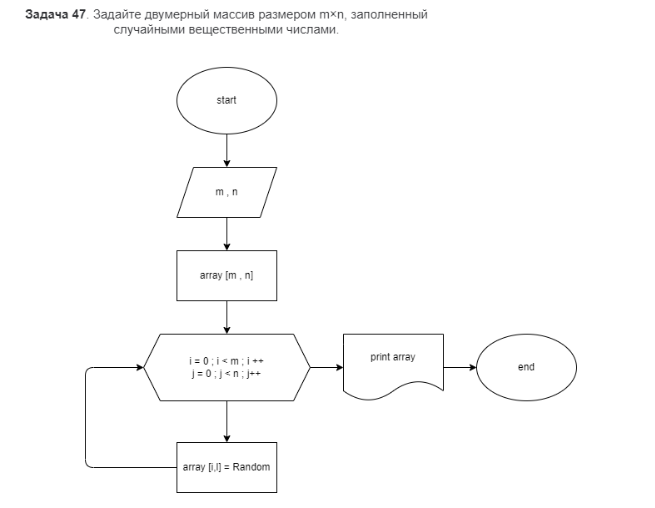 Задача 47. Задайте двумерный массив размером m×n, заполненный
случайными вещественными числами.
start
m , n
array [m , n]
i = 0 ; i < m ; i ++
j = 0 ; j < n ; j++
print array
end
array [i,l] = Random